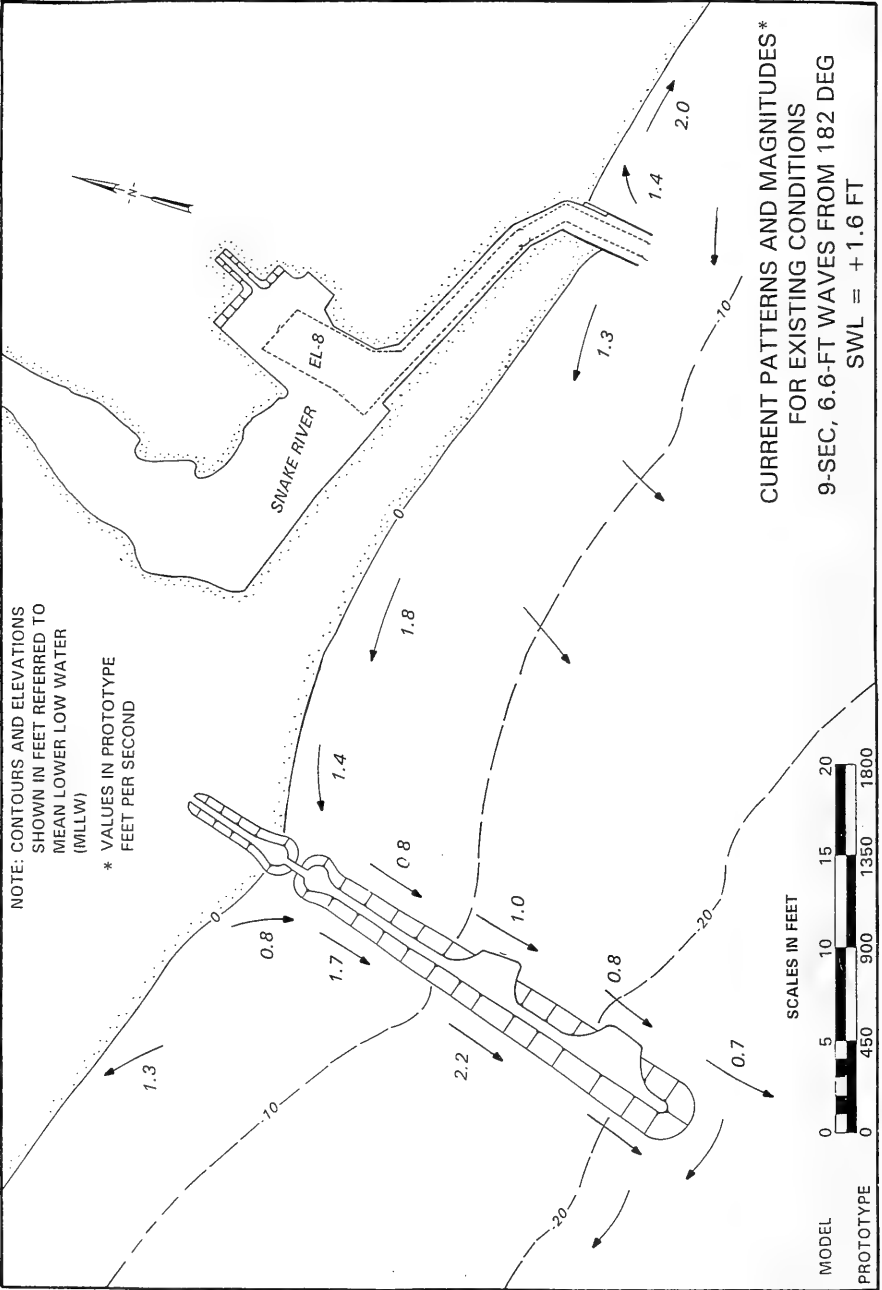 NOTE: CONTOURS AND ELEVATIONS
SHOWN IN FEET REFERRED TO
MEAN LOWER LOW WATER
(MLLW)
* VALUES IN PROTOTYPE
FEET PER SECOND
-N-
SNAKE RIVER
EL-8
0
0
1.3
0.8
1.7
2.2
1.4
1.8
1.3
1.4
2.0
0.8
1.0
0.8
0.7
-10
-10
-20
-20
SCALES IN FEET
MODEL 0 5 10 15 20
PROTOTYPE 0 450 900 1350 1800
CURRENT PATTERNS AND MAGNITUDES*
FOR EXISTING CONDITIONS
9-SEC, 6.6-FT WAVES FROM 182 DEG
SWL = +1.6 FT